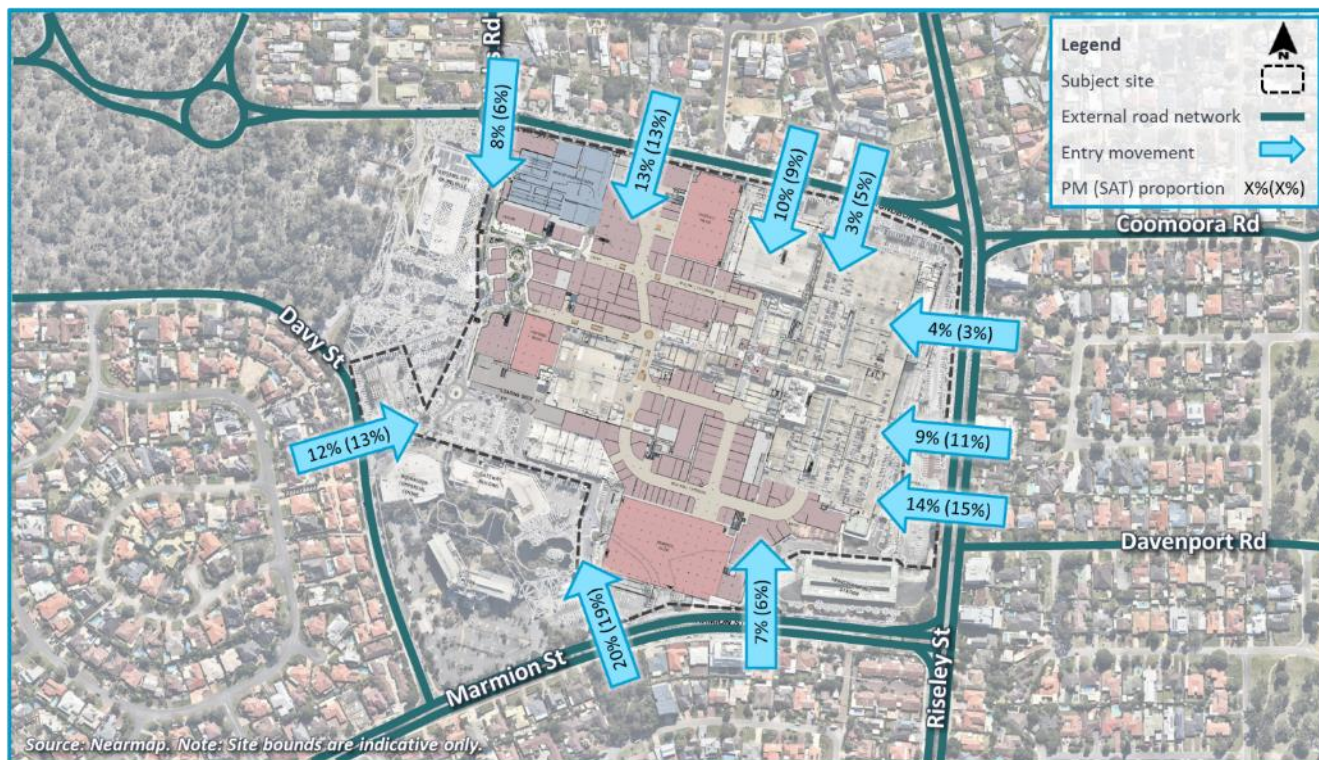 s Rd
8% (6%)
13% (13%)
10% (9%)
3% (5%)
Legend
N
Subject site
External road network
Entry movement
PM (SAT) proportion X%(X%)
Coomoora Rd
4% (3%)
Davy St
12% (13%)
9% (11%)
14% (15%)
Davenport Rd
20% (19%)
7% (6%)
Marmion St
Riseley St
Source: Nearmap. Note: Site bounds are indicative only.